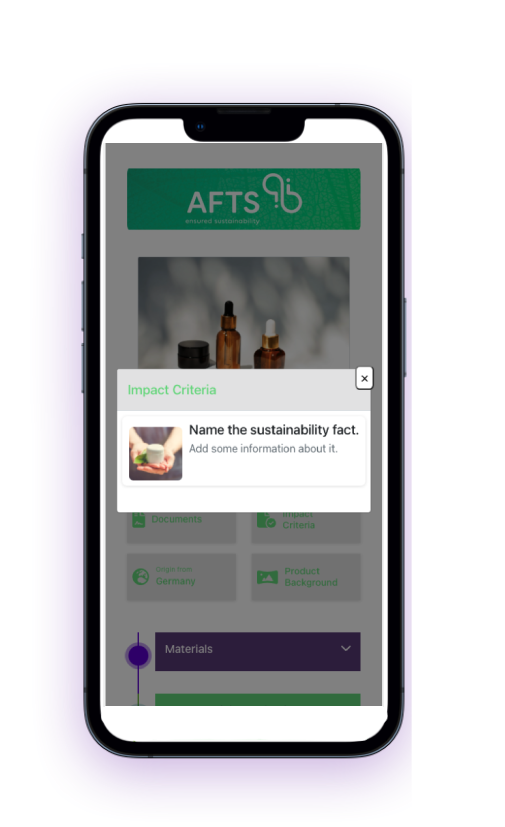 AFTS
ensured sustainability
Impact Criteria
×
Name the sustainability fact.
Add some information about it.
Documents
Impact
Criteria
Origin from
Germany
Product
Background
Materials